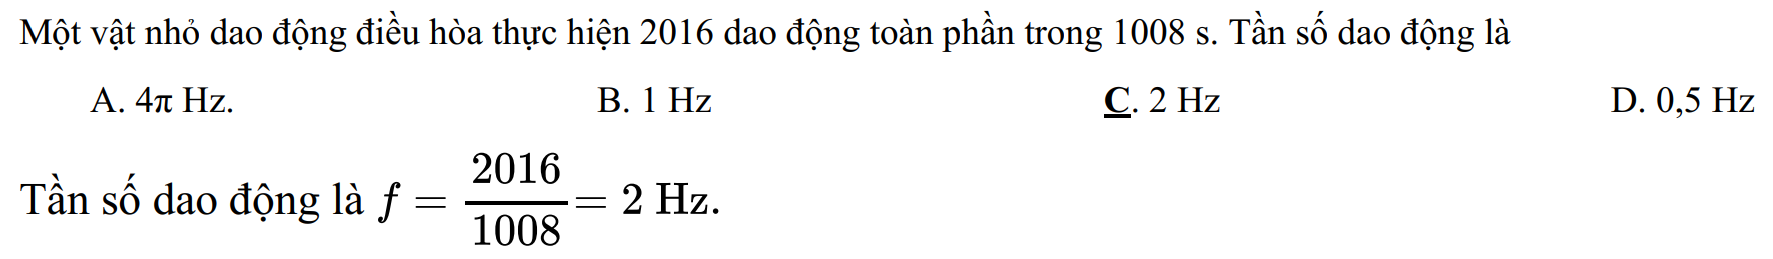 Một vật nhỏ dao động điều hòa thực hiện 2016 dao động toàn phần trong 1008 s. Tần số dao động là
A. 4π Hz. B. 1 Hz C. 2 Hz D. 0,5 Hz
Tần số dao động là f = 2016/1008 = 2 Hz.